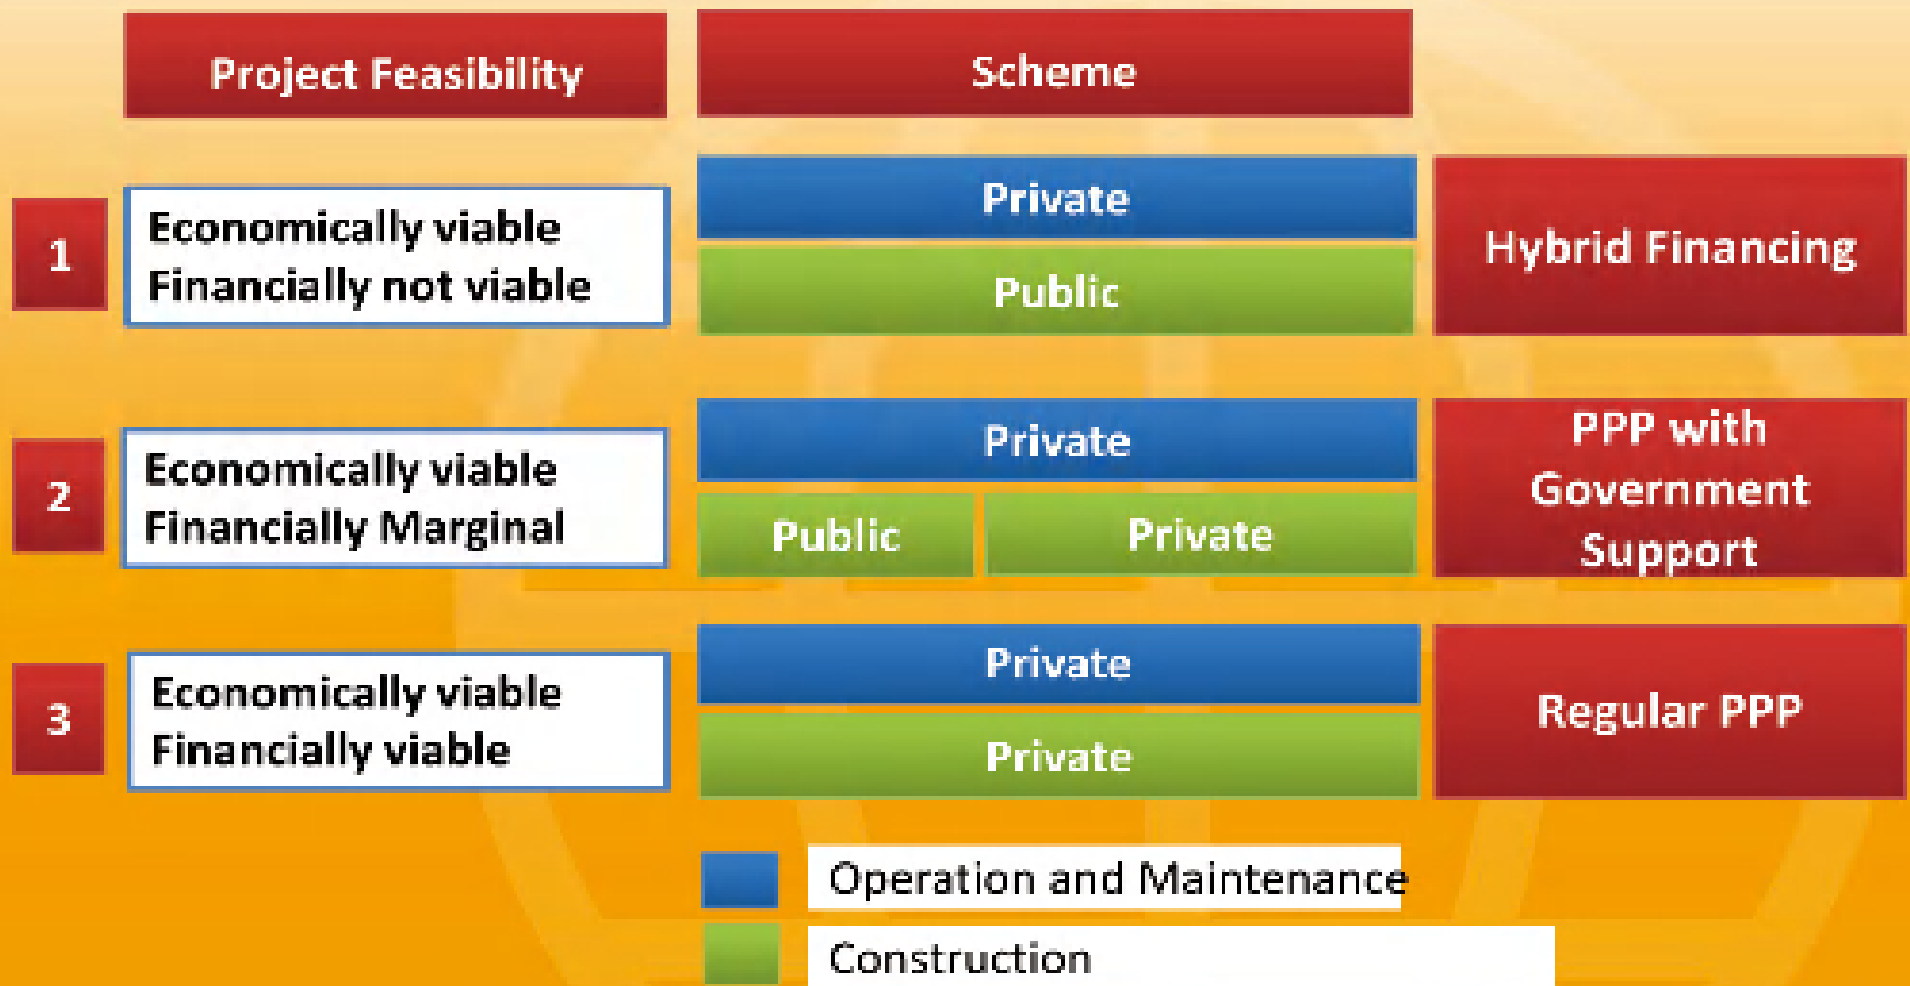 Project Feasibility
Scheme
1
Economically viable
Financially not viable
Private
Public
Hybrid Financing
2
Economically viable
Financially Marginal
Private
Public
Private
PPP with
Government
Support
3
Economically viable
Financially viable
Private
Private
Regular PPP
Operation and Maintenance
Construction